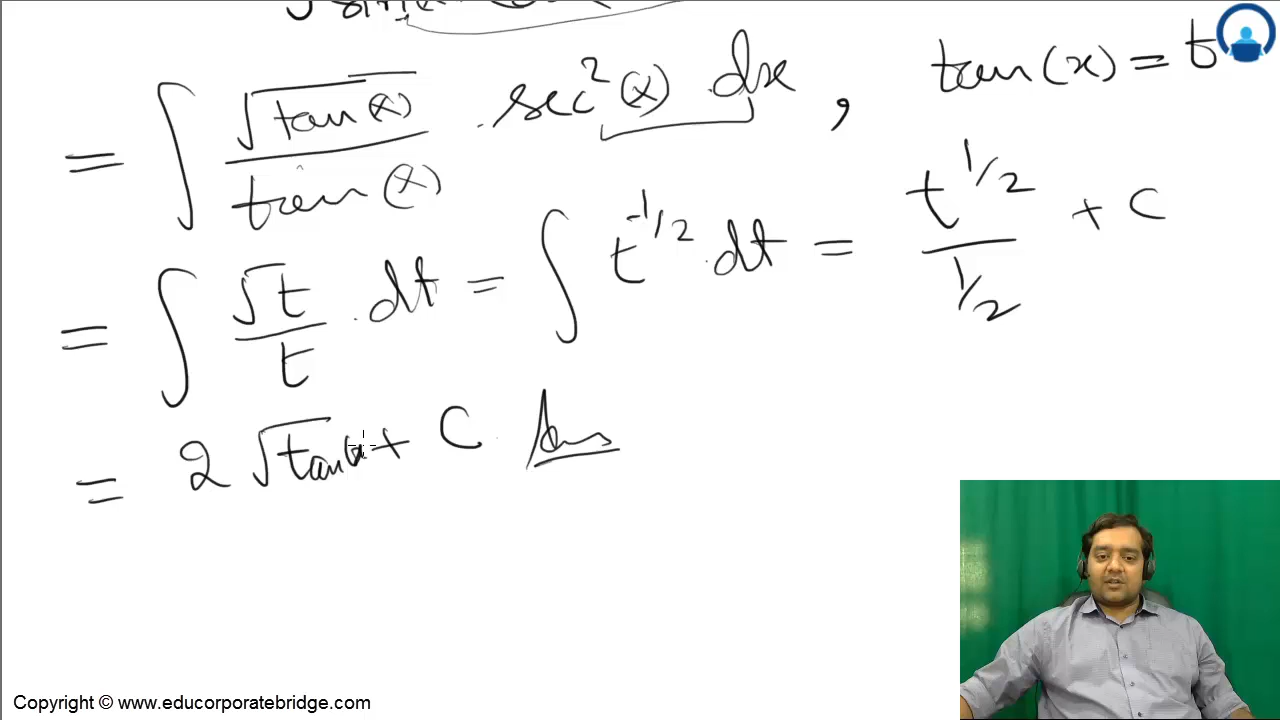 = ∫ √tan(x) / tan(x) . sec²(x) . dx , tan(x) = t
= ∫ √t / t . dt = ∫ t^-1/2 . dt = t^1/2 / 1/2 + C
= 2 √tan x + C Ans
Copyright © www.educorporatebridge.com